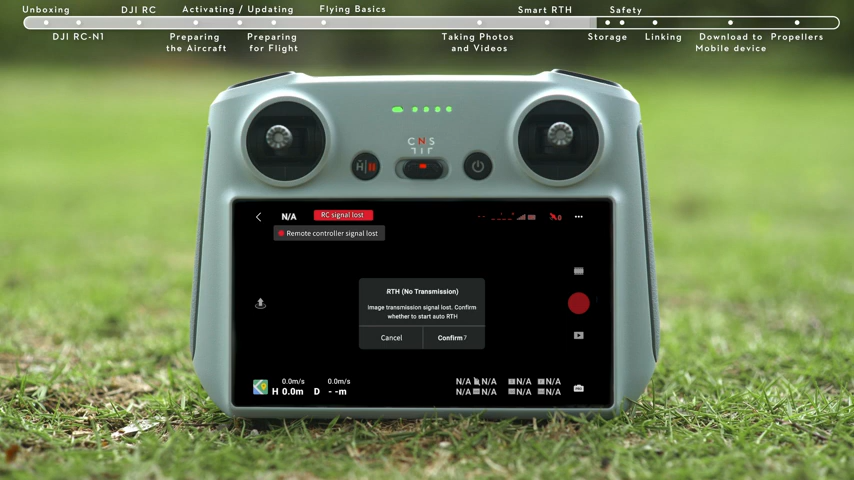 Unboxing
DJI RC
Activating / Updating
Flying Basics
Smart RTH
Safety
DJI RC-N1
Preparing
the Aircraft
Preparing
for Flight
Taking Photos
and Videos
Storage
Linking
Download to
Mobile device
Propellers
C N S
H
N/A
RC signal lost
0
Remote controller signal lost
RTH (No Transmission)
Image transmission signal lost. Confirm
whether to start auto RTH
Cancel
Confirm 7
0.0m/s
0.0m/s
H 0.0m
D - -m
N/A N/A N/A N/A
N/A N/A N/A N/A